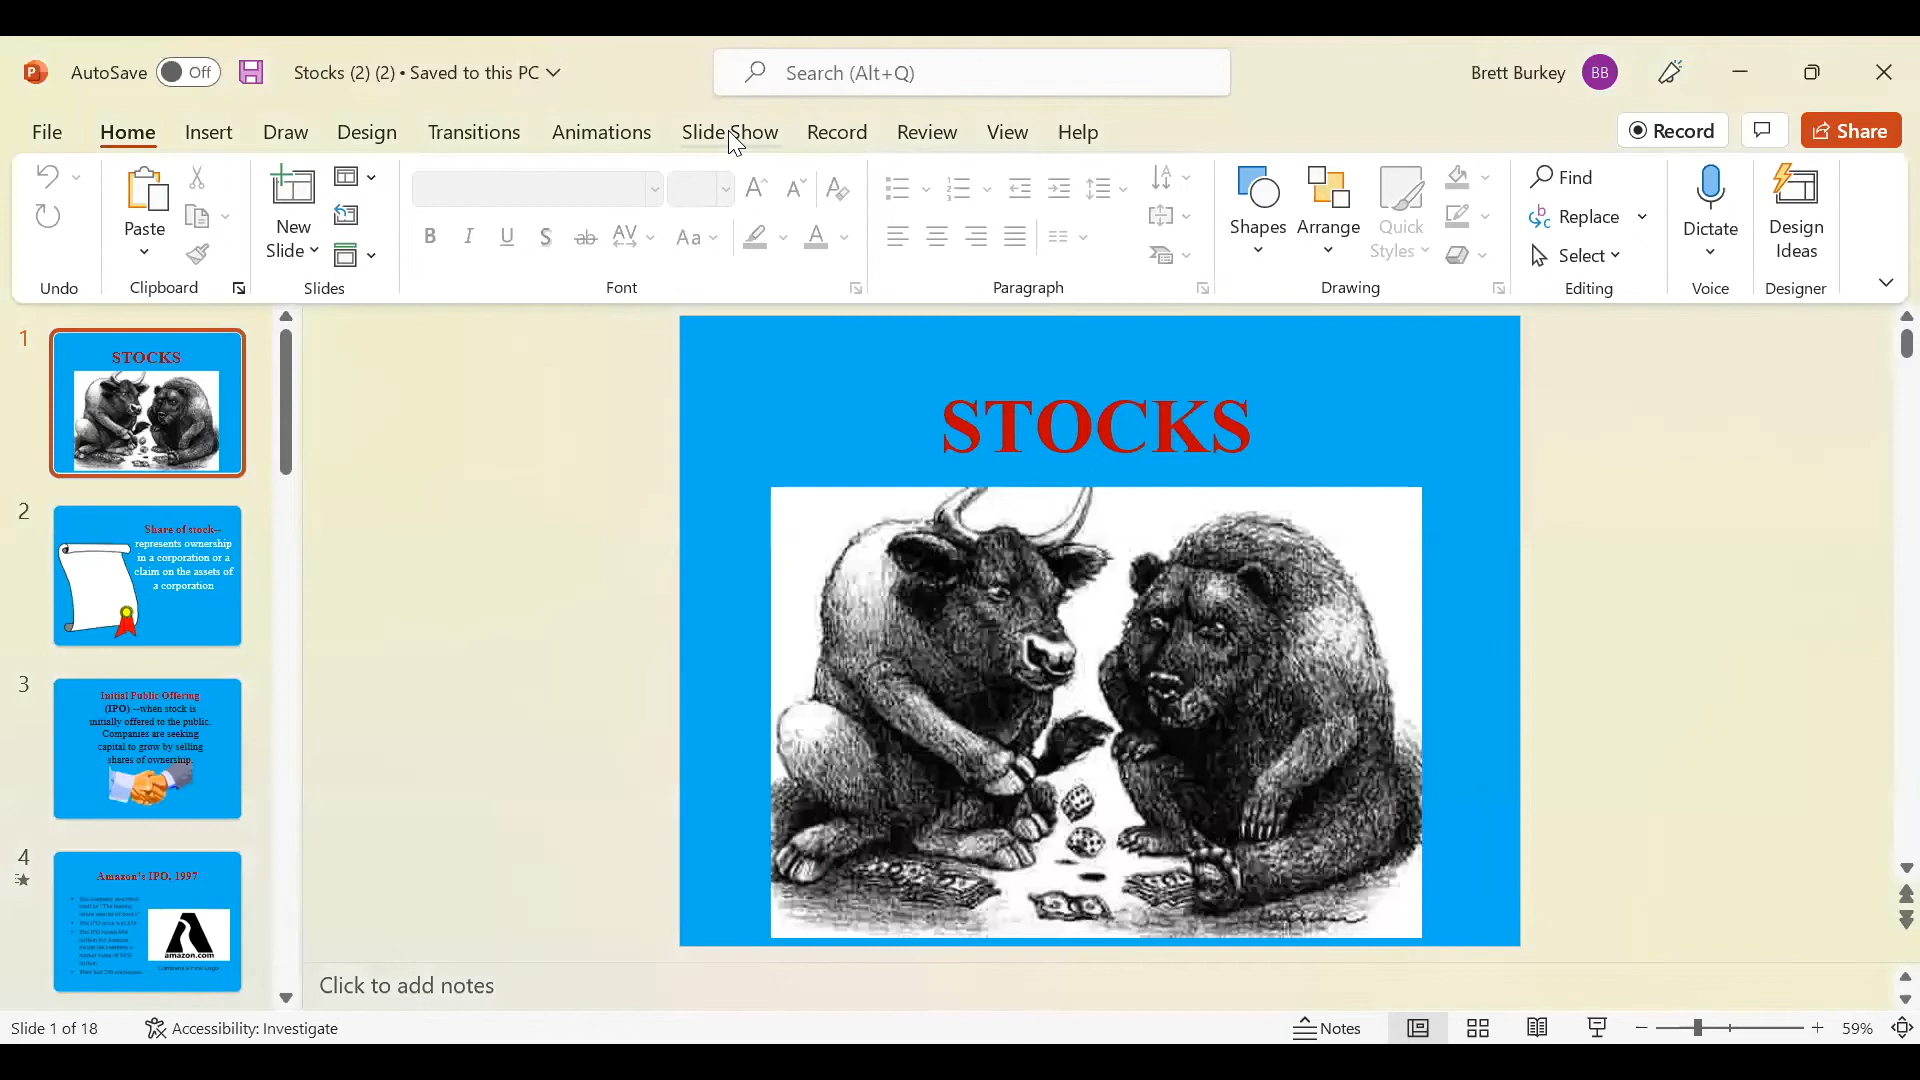 AutoSave Off Stocks (2) (2) • Saved to this PC Search (Alt+Q) Brett Burkey BB
File Home Insert Draw Design Transitions Animations Slide Show Record Review View Help Record Share
Paste
New
Slide
B I U S ab AV Aa A
Shapes Arrange Quick
Styles
Find
Replace
Select
Dictate
Design
Ideas
Undo Clipboard Slides Font Paragraph Drawing Editing Voice Designer
1
STOCKS
2
Share of stock--
represents ownership
in a corporation or a
claim on the assets of
a corporation
3
Initial Public Offering
(IPO) --when stock is
initially offered to the public.
Companies are seeking
capital to grow by selling
shares of ownership.
4
Amazon's IPO, 1997
amazon.com
STOCKS
Click to add notes
Slide 1 of 18 Accessibility: Investigate Notes 59%